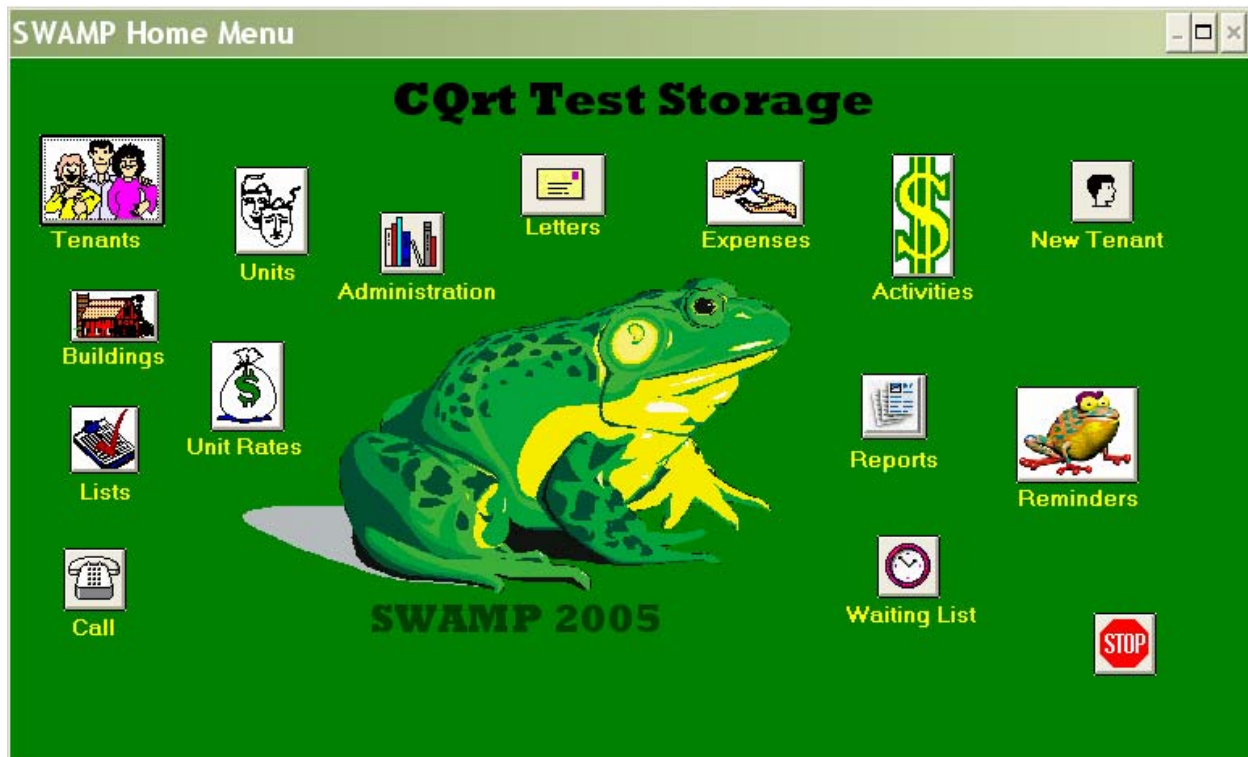 SWAMP Home Menu
CQrt Test Storage
Tenants
Units
Administration
Letters
Expenses
Activities
New Tenant
Buildings
Unit Rates
Lists
Reports
Reminders
Call
SWAMP 2005
Waiting List
STOP